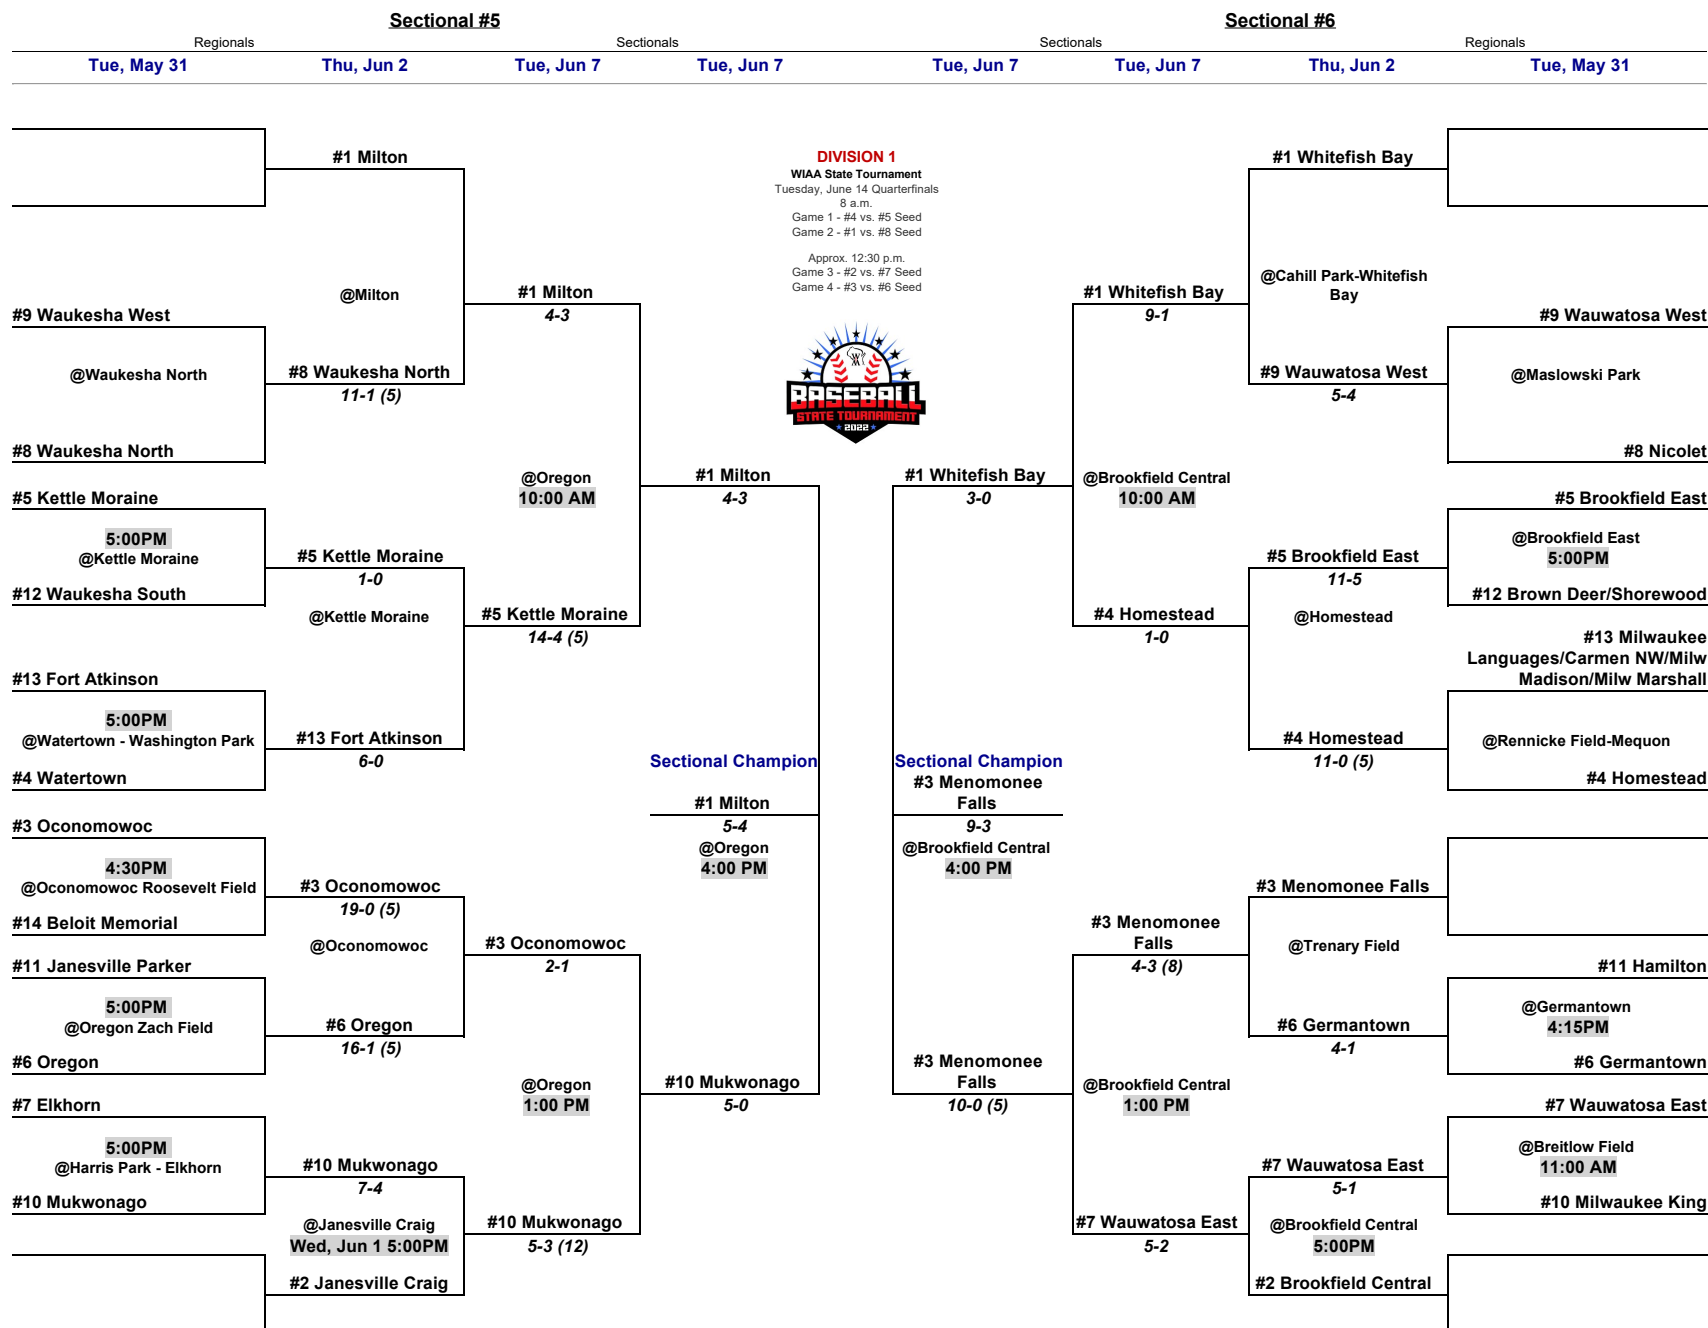 Sectional #5
Sectional #6
Regionals
Sectionals
Sectionals
Regionals
Tue, May 31
Thu, Jun 2
Tue, Jun 7
Tue, Jun 7
Tue, Jun 7
Tue, Jun 7
Thu, Jun 2
Tue, May 31
#9 Waukesha West
@Waukesha North
#8 Waukesha North
#5 Kettle Moraine
5:00PM
@Kettle Moraine
#12 Waukesha South
#13 Fort Atkinson
5:00PM
@Watertown - Washington Park
#4 Watertown
#3 Oconomowoc
4:30PM
@Oconomowoc Roosevelt Field
#14 Beloit Memorial
#11 Janesville Parker
5:00PM
@Oregon Zach Field
#6 Oregon
#7 Elkhorn
5:00PM
@Harris Park - Elkhorn
#10 Mukwonago
#1 Milton
@Milton
#8 Waukesha North
11-1 (5)
#5 Kettle Moraine
1-0
@Kettle Moraine
#13 Fort Atkinson
6-0
#3 Oconomowoc
19-0 (5)
@Oconomowoc
#6 Oregon
16-1 (5)
#10 Mukwonago
7-4
@Janesville Craig
Wed, Jun 1 5:00PM
#2 Janesville Craig
#1 Milton
4-3
@Oregon
10:00 AM
#5 Kettle Moraine
14-4 (5)
#3 Oconomowoc
2-1
@Oregon
1:00 PM
#10 Mukwonago
5-3 (12)
#1 Milton
4-3
Sectional Champion
#1 Milton
5-4
@Oregon
4:00 PM
#10 Mukwonago
5-0
DIVISION 1
WIAA State Tournament
Tuesday, June 14 Quarterfinals
8 a.m.
Game 1 - #4 vs. #5 Seed
Game 2 - #1 vs. #8 Seed
Approx. 12:30 p.m.
Game 3 - #2 vs. #7 Seed
Game 4 - #3 vs. #6 Seed
BASEBALL
STATE TOURNAMENT
2022
#1 Whitefish Bay
3-0
Sectional Champion
#3 Menomonee
Falls
9-3
@Brookfield Central
4:00 PM
#3 Menomonee
Falls
10-0 (5)
#1 Whitefish Bay
9-1
@Brookfield Central
10:00 AM
#4 Homestead
1-0
#3 Menomonee
Falls
4-3 (8)
@Brookfield Central
1:00 PM
#7 Wauwatosa East
5-2
#1 Whitefish Bay
@Cahill Park-Whitefish
Bay
#9 Wauwatosa West
5-4
#5 Brookfield East
11-5
@Homestead
#4 Homestead
11-0 (5)
#3 Menomonee Falls
@Trenary Field
#6 Germantown
4-1
#7 Wauwatosa East
5-1
@Brookfield Central
5:00PM
#2 Brookfield Central
#9 Wauwatosa West
@Maslowski Park
#8 Nicolet
#5 Brookfield East
@Brookfield East
5:00PM
#12 Brown Deer/Shorewood
#13 Milwaukee
Languages/Carmen NW/Milw
Madison/Milw Marshall
@Rennicke Field-Mequon
#4 Homestead
#11 Hamilton
@Germantown
4:15PM
#6 Germantown
#7 Wauwatosa East
@Breitlow Field
11:00 AM
#10 Milwaukee King